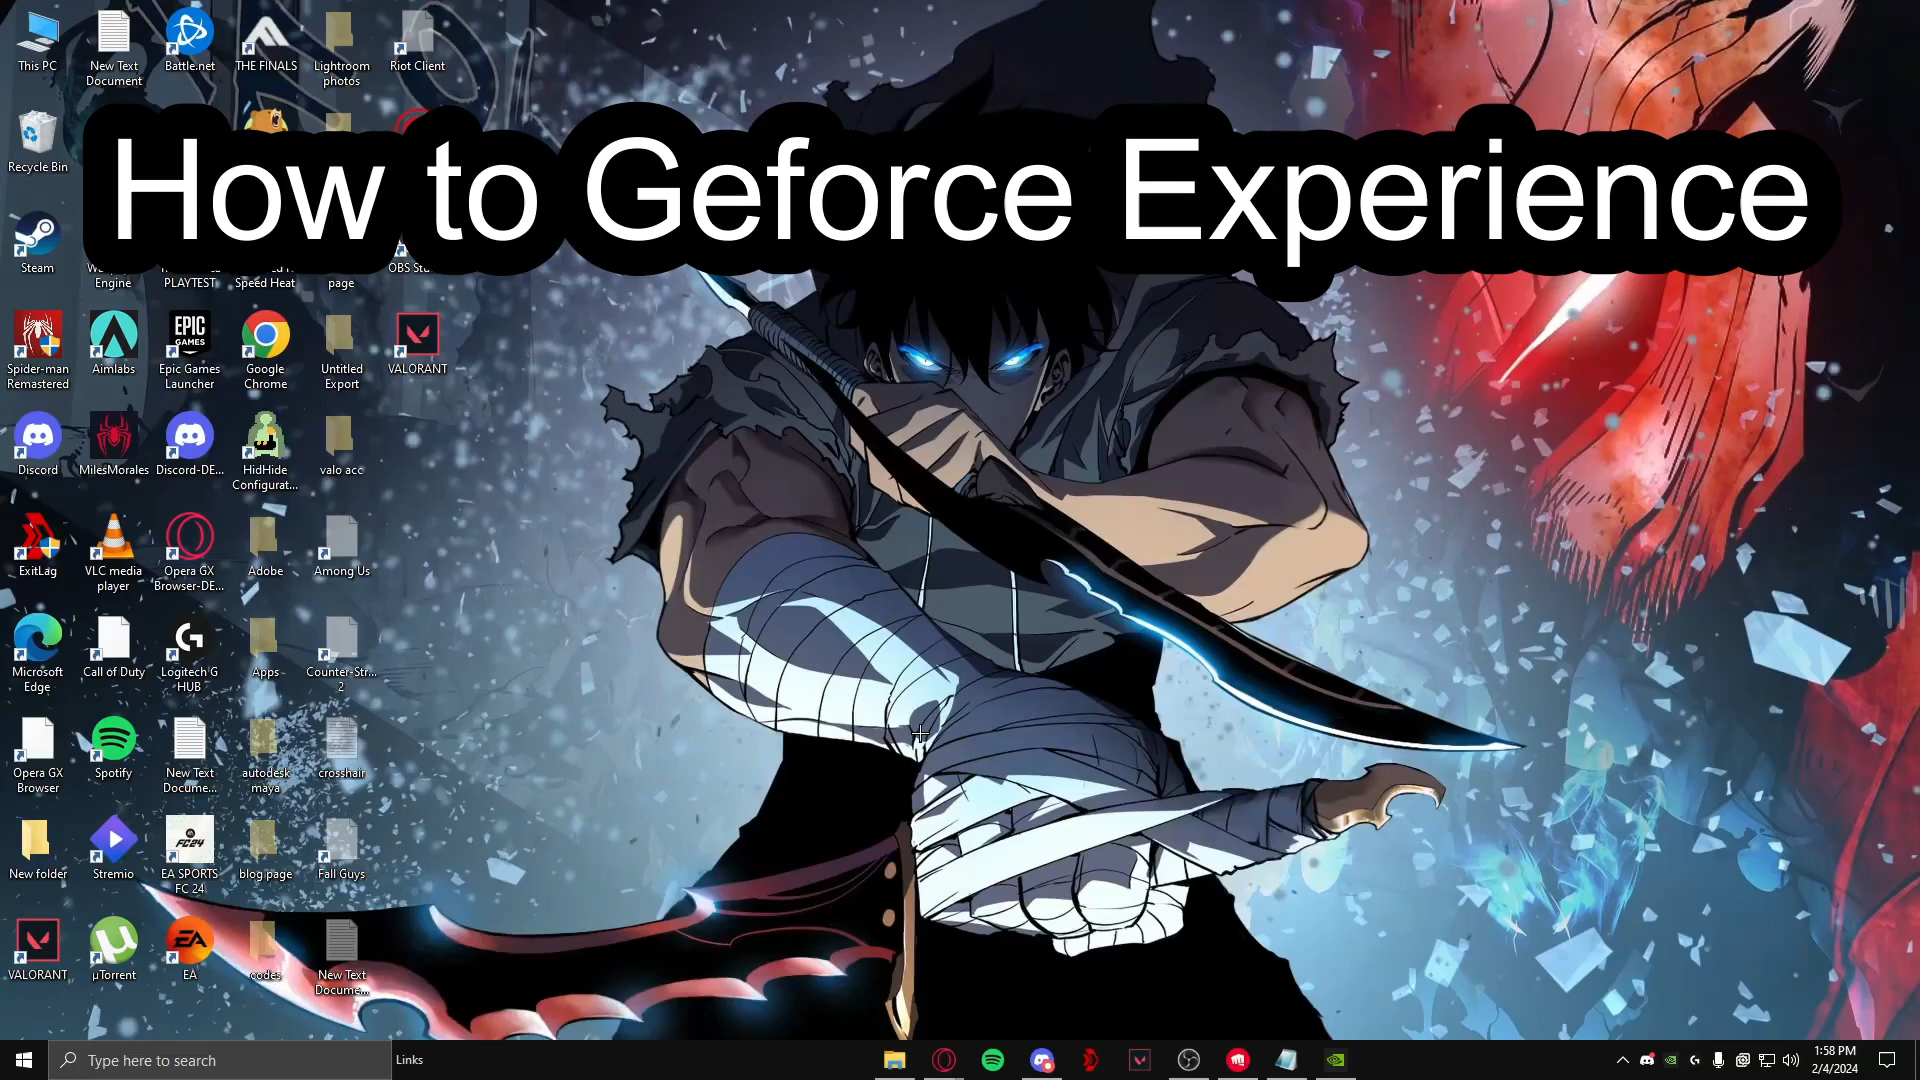 How to Geforce Experience
This PC
New Text
Document
Battle.net
THE FINALS
Lightroom
photos
Riot Client
Recycle Bin
Steam
Engine
PLAYTEST
Speed Heat
page
OBS
Spider-man
Remastered
Aimlabs
EPIC
GAMES
Epic Games
Launcher
Google
Chrome
Untitled
Export
VALORANT
Discord
MilesMorales
Discord-DE...
HidHide
Configurat...
valo acc
ExitLag
VLC media
player
Opera GX
Browser-DE...
Adobe
Among Us
Microsoft
Edge
Call of Duty
Logitech G
HUB
Apps
Counter-Str...
2
Opera GX
Browser
Spotify
New Text
Docume...
autodesk
maya
crosshair
New folder
Stremio
FC24
EA SPORTS
FC 24
blog page
Fall Guys
VALORANT
µTorrent
EA
EA
codes
New Text
Docume...
Type here to search
Links
1:58 PM
2/4/2024